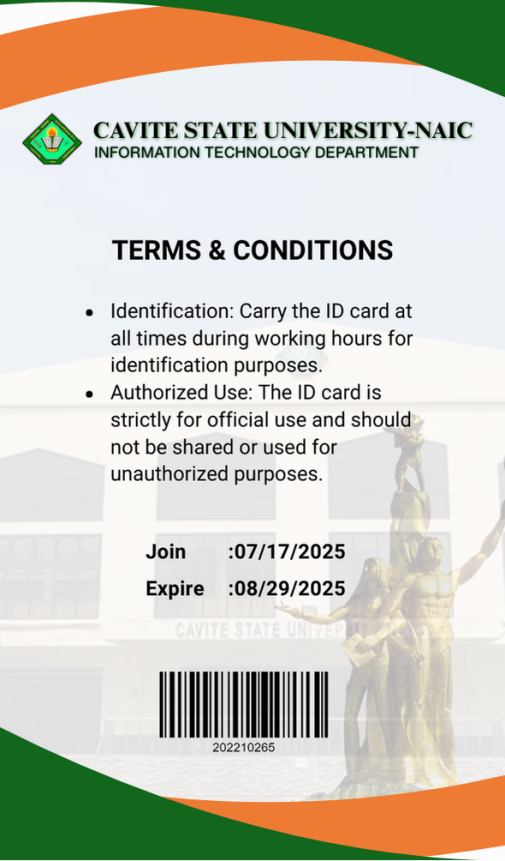 CAVITE STATE UNIVERSITY-NAIC
INFORMATION TECHNOLOGY DEPARTMENT
TERMS & CONDITIONS
• Identification: Carry the ID card at
all times during working hours for
identification purposes.
• Authorized Use: The ID card is
strictly for official use and should
not be shared or used for
unauthorized purposes.
Join :07/17/2025
Expire :08/29/2025
CAVITE STATE
202210265